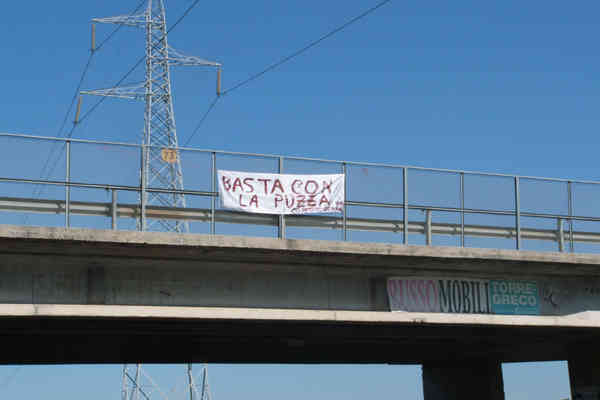 BASTA CON
LA PUZZA
RUSSO MOBILI
TORRE
GRECO